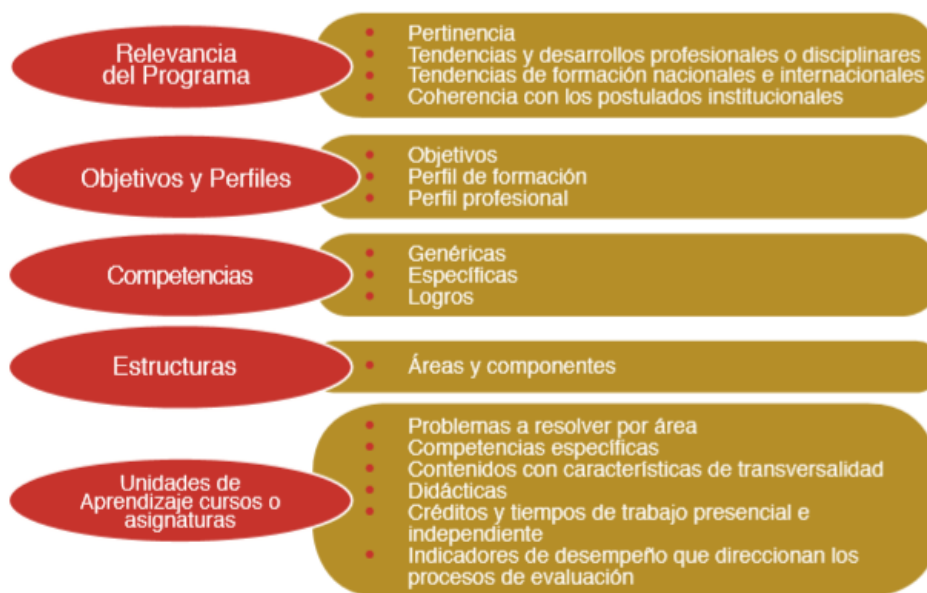 Relevancia
del Programa
Pertinencia
Tendencias y desarrollos profesionales o disciplinares
Tendencias de formación nacionales e internacionales
Coherencia con los postulados institucionales
Objetivos y Perfiles
Objetivos
Perfil de formación
Perfil profesional
Competencias
Genéricas
Específicas
Logros
Estructuras
Áreas y componentes
Unidades de
Aprendizaje cursos o
asignaturas
Problemas a resolver por área
Competencias específicas
Contenidos con características de transversalidad
Didácticas
Créditos y tiempos de trabajo presencial e
independiente
Indicadores de desempeño que direccionan los
procesos de evaluación